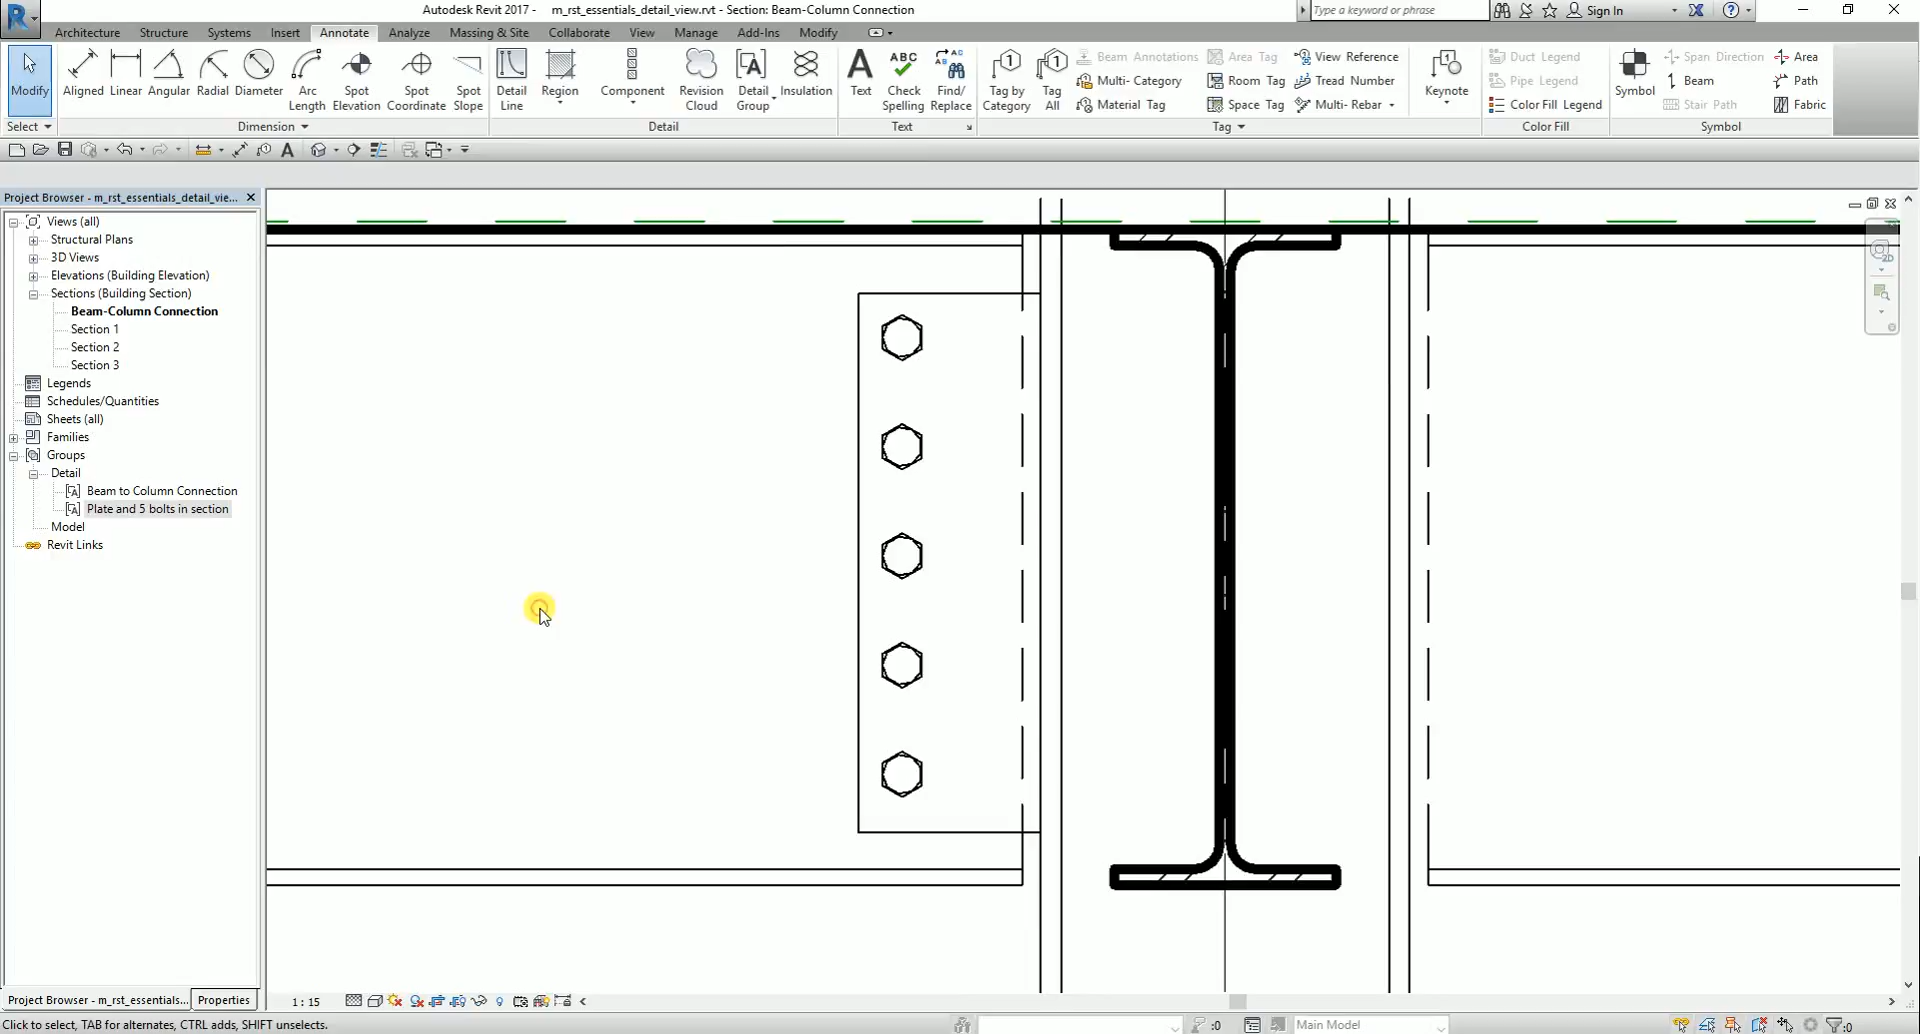 Autodesk Revit 2017 - m_rst_essentials_detail_view.rvt - Section: Beam-Column Connection
Type a keyword or phrase
Sign In
Architecture Structure Systems Insert Annotate Analyze Massing & Site Collaborate View Manage Add-Ins Modify
Modify
Aligned Linear Angular Radial Diameter Arc Length Spot Elevation Spot Coordinate Spot Slope
Detail Line Region Component Revision Cloud Detail Group Insulation
Text Check Spelling Find/ Replace
Tag by Category Tag All
Beam Annotations Area Tag View Reference
Multi- Category Room Tag Tread Number
Material Tag Space Tag Multi- Rebar
Keynote
Duct Legend
Pipe Legend
Color Fill Legend
Symbol
Span Direction Area
Beam Path
Stair Path Fabric
Select Dimension Detail Text Tag Color Fill Symbol
Project Browser - m_rst_essentials_detail_vie...
Views (all)
Structural Plans
3D Views
Elevations (Building Elevation)
Sections (Building Section)
Beam-Column Connection
Section 1
Section 2
Section 3
Legends
Schedules/Quantities
Sheets (all)
Families
Groups
Detail
Beam to Column Connection
Plate and 5 bolts in section
Model
Revit Links
2D
Project Browser - m_rst_essentials... Properties
1 : 15
Click to select, TAB for alternates, CTRL adds, SHIFT unselects.
:0
Main Model
:0